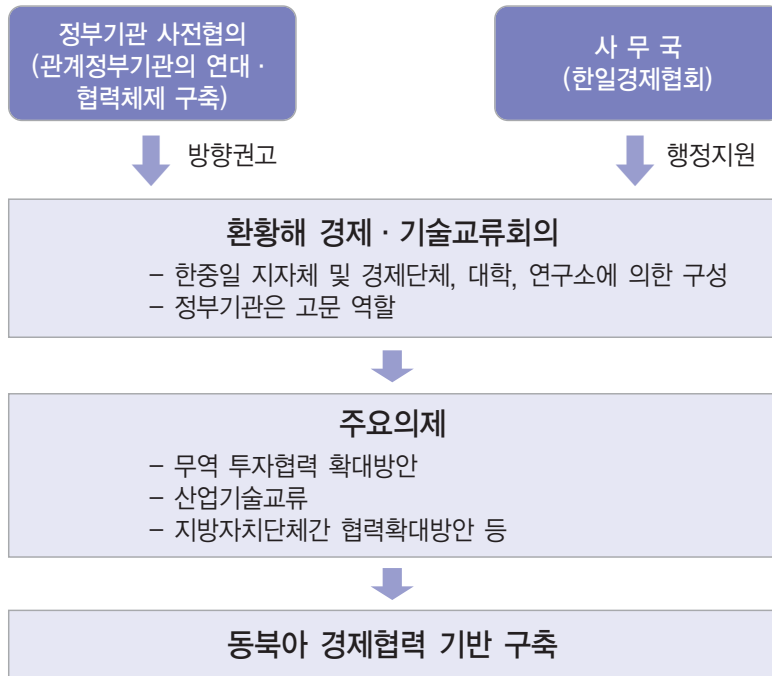 정부기관 사전협의
(관계정부기관의 연대 ·
협력체제 구축)
사 무 국
(한일경제협회)
방향권고
행정지원
환황해 경제 · 기술교류회의
– 한중일 지자체 및 경제단체, 대학, 연구소에 의한 구성
– 정부기관은 고문 역할
주요의제
– 무역 투자협력 확대방안
– 산업기술교류
– 지방자치단체간 협력확대방안 등
동북아 경제협력 기반 구축